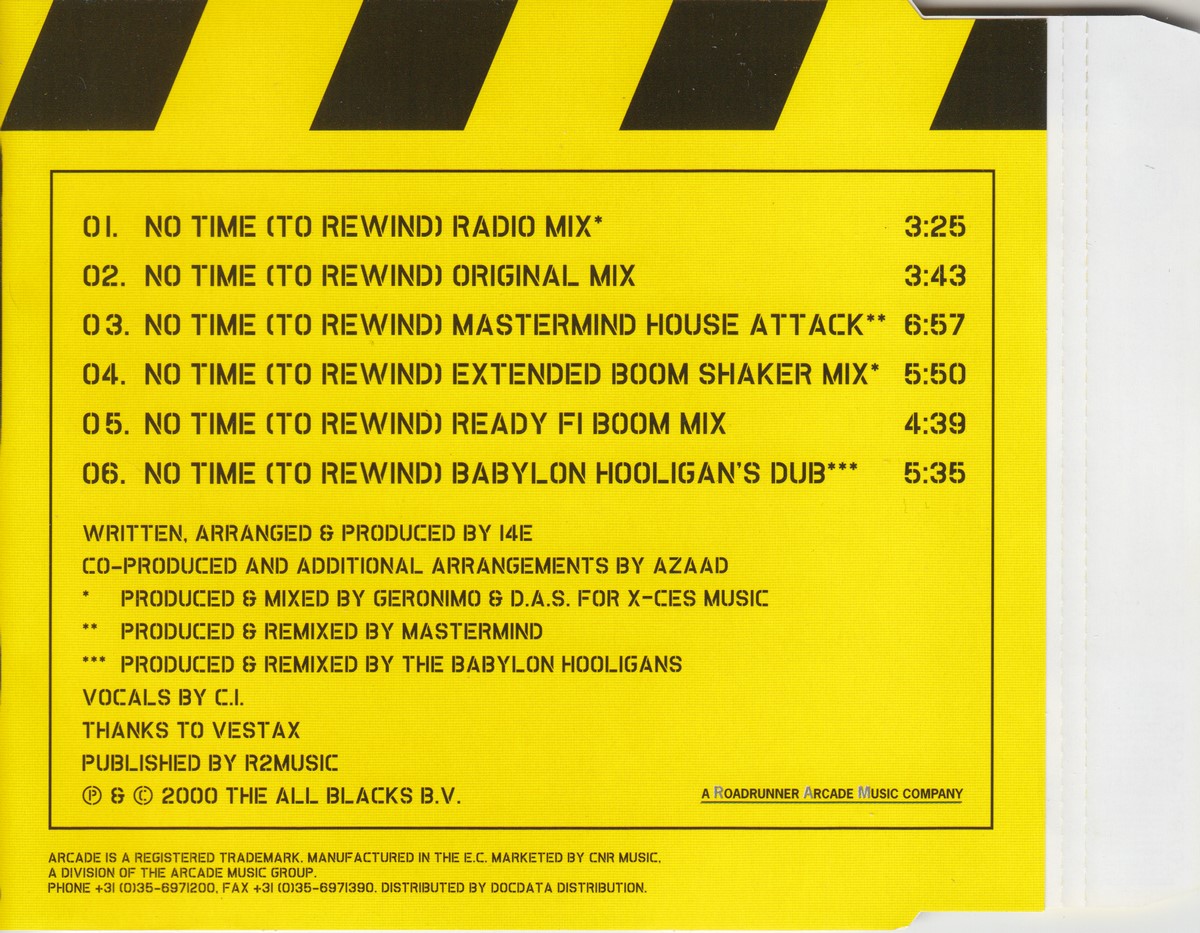 01. NO TIME (TO REWIND) RADIO MIX* 3:25
02. NO TIME (TO REWIND) ORIGINAL MIX 3:43
03. NO TIME (TO REWIND) MASTERMIND HOUSE ATTACK** 6:57
04. NO TIME (TO REWIND) EXTENDED BOOM SHAKER MIX* 5:50
05. NO TIME (TO REWIND) READY FI BOOM MIX 4:39
06. NO TIME (TO REWIND) BABYLON HOOLIGAN'S DUB*** 5:35
WRITTEN, ARRANGED & PRODUCED BY I4E
CO-PRODUCED AND ADDITIONAL ARRANGEMENTS BY AZAAD
* PRODUCED & MIXED BY GERONIMO & D.A.S. FOR X-CES MUSIC
** PRODUCED & REMIXED BY MASTERMIND
*** PRODUCED & REMIXED BY THE BABYLON HOOLIGANS
VOCALS BY C.I.
THANKS TO VESTAX
PUBLISHED BY R2MUSIC
℗ & © 2000 THE ALL BLACKS B.V.
A ROADRUNNER ARCADE MUSIC COMPANY
ARCADE IS A REGISTERED TRADEMARK. MANUFACTURED IN THE E.C. MARKETED BY CNR MUSIC,
A DIVISION OF THE ARCADE MUSIC GROUP.
PHONE +31 (0)35-6971200, FAX +31 (0)35-6971390. DISTRIBUTED BY DOCDATA DISTRIBUTION.